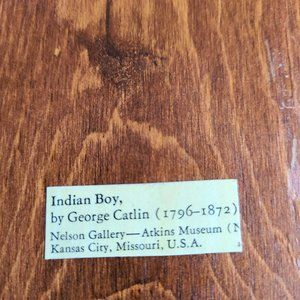 Indian Boy,
by George Catlin (1796–1872)
Nelson Gallery—Atkins Museum (N
Kansas City, Missouri, U.S.A.